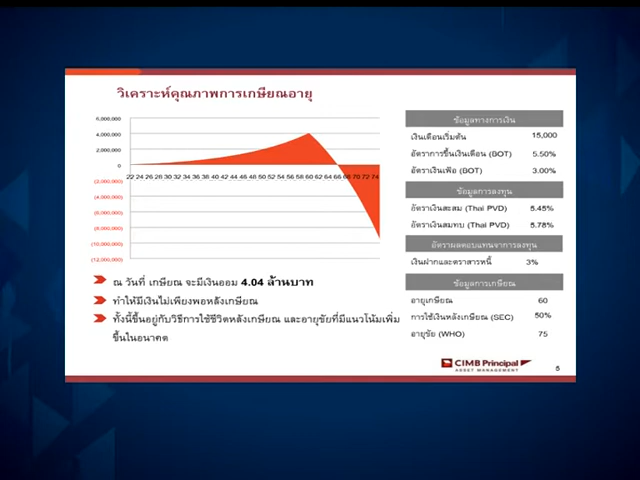 วิเคราะห์คุณภาพการเกษียณอายุ
6,000,000
4,000,000
2,000,000
0
(2,000,000)
(4,000,000)
(6,000,000)
(8,000,000)
(10,000,000)
(12,000,000)
22 24 26 28 30 32 34 36 38 40 42 44 46 48 50 52 54 56 58 60 62 64 66 68 70 72 74
ข้อมูลทางการเงิน
เงินเดือนเริ่มต้น 15,000
อัตราการขึ้นเงินเดือน (BOT) 5.50%
อัตราเงินเฟ้อ (BOT) 3.00%
ข้อมูลการลงทุน
อัตราเงินสะสม (Thai PVD) 5.45%
อัตราเงินสมทบ (Thai PVD) 5.78%
อัตราผลตอบแทนจากการลงทุน
เงินฝากและตราสารหนี้ 3%
ข้อมูลการเกษียณ
อายุเกษียณ 60
การใช้เงินหลังเกษียณ (SEC) 50%
อายุขัย (WHO) 75
ณ วันที่ เกษียณ จะมีเงินออม 4.04 ล้านบาท
ทำให้มีเงินไม่เพียงพอหลังเกษียณ
ทั้งนี้ขึ้นอยู่กับวิธีการใช้ชีวิตหลังเกษียณ และอายุขัยที่มีแนวโน้มเพิ่ม
ขึ้นในอนาคต
CIMB Principal
ASSET MANAGEMENT
5